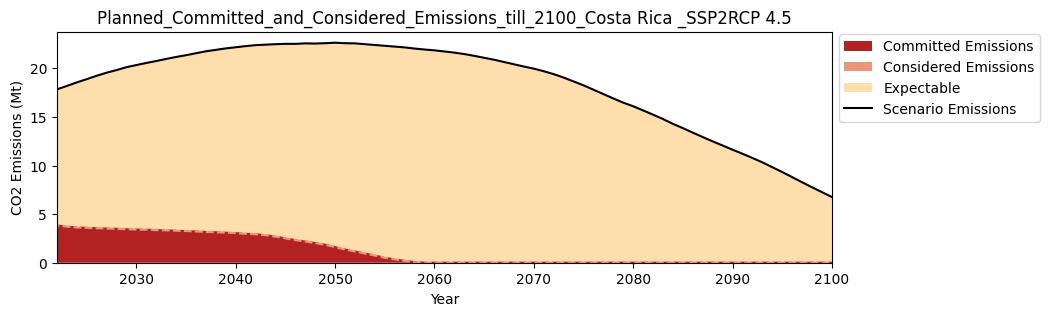 Planned_Committed_and_Considered_Emissions_till_2100_Costa Rica _SSP2RCP 4.5
CO2 Emissions (Mt)
20
15
10
5
0
2030 2040 2050 2060 2070 2080 2090 2100
Year
Committed Emissions
Considered Emissions
Expectable
Scenario Emissions